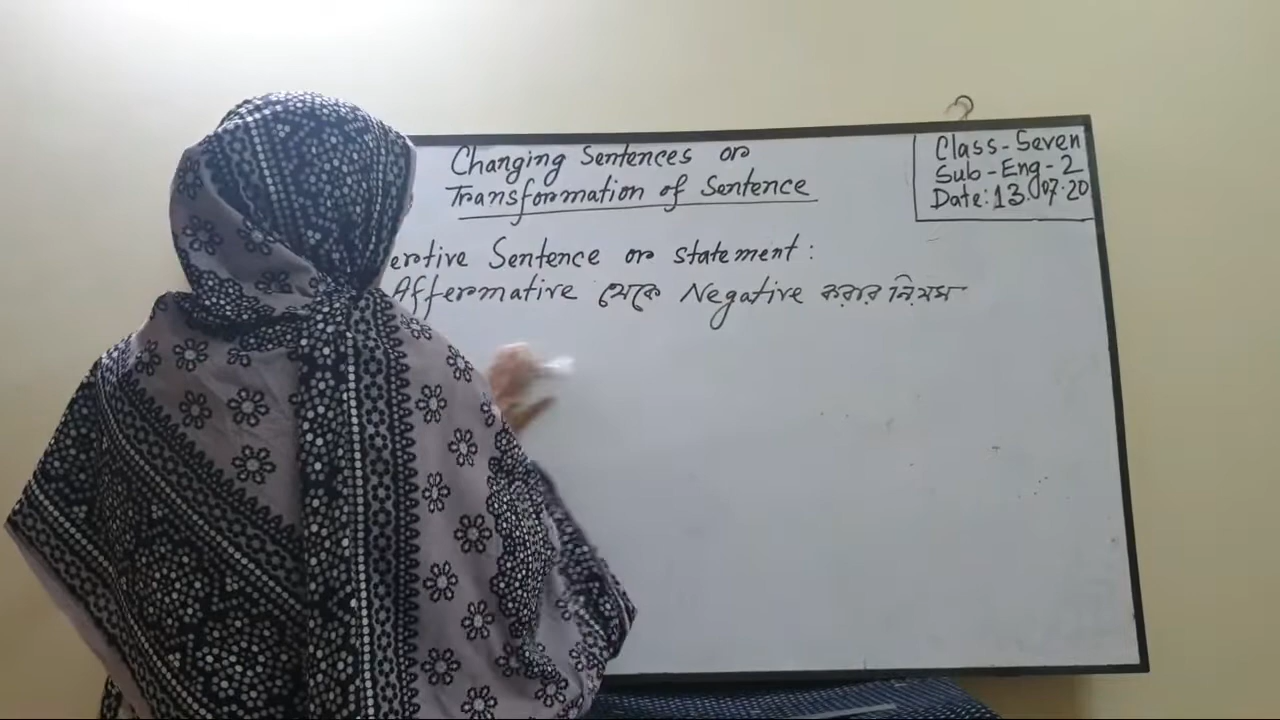 Changing Sentences or
Transformation of Sentence
Class-Seven
Sub-Eng-2
Date:13.07.20
ertive Sentence or statement:
Affermative থেকে Negative করার নিয়ম